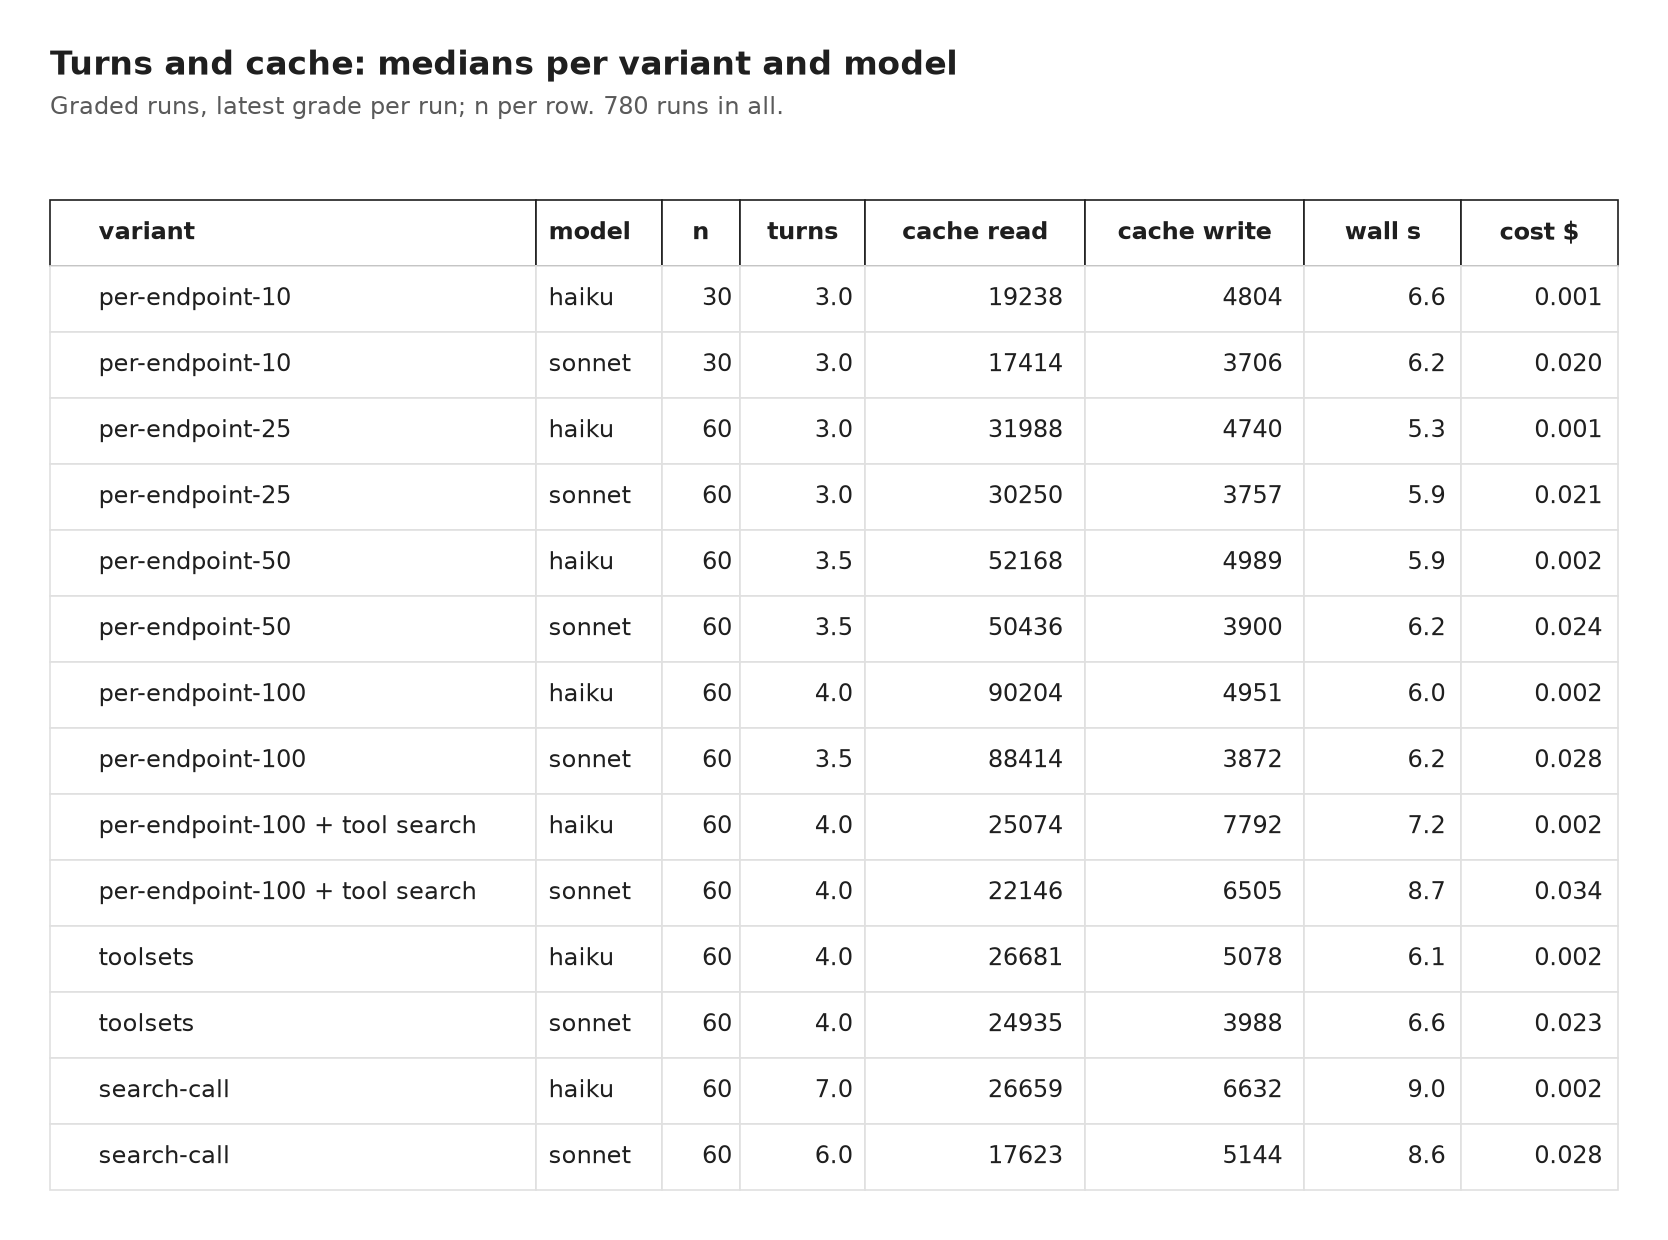 Turns and cache: medians per variant and model
Graded runs, latest grade per run; n per row. 780 runs in all.
variant model n turns cache read cache write wall s cost $
per-endpoint-10 haiku 30 3.0 19238 4804 6.6 0.001
per-endpoint-10 sonnet 30 3.0 17414 3706 6.2 0.020
per-endpoint-25 haiku 60 3.0 31988 4740 5.3 0.001
per-endpoint-25 sonnet 60 3.0 30250 3757 5.9 0.021
per-endpoint-50 haiku 60 3.5 52168 4989 5.9 0.002
per-endpoint-50 sonnet 60 3.5 50436 3900 6.2 0.024
per-endpoint-100 haiku 60 4.0 90204 4951 6.0 0.002
per-endpoint-100 sonnet 60 3.5 88414 3872 6.2 0.028
per-endpoint-100 + tool search haiku 60 4.0 25074 7792 7.2 0.002
per-endpoint-100 + tool search sonnet 60 4.0 22146 6505 8.7 0.034
toolsets haiku 60 4.0 26681 5078 6.1 0.002
toolsets sonnet 60 4.0 24935 3988 6.6 0.023
search-call haiku 60 7.0 26659 6632 9.0 0.002
search-call sonnet 60 6.0 17623 5144 8.6 0.028